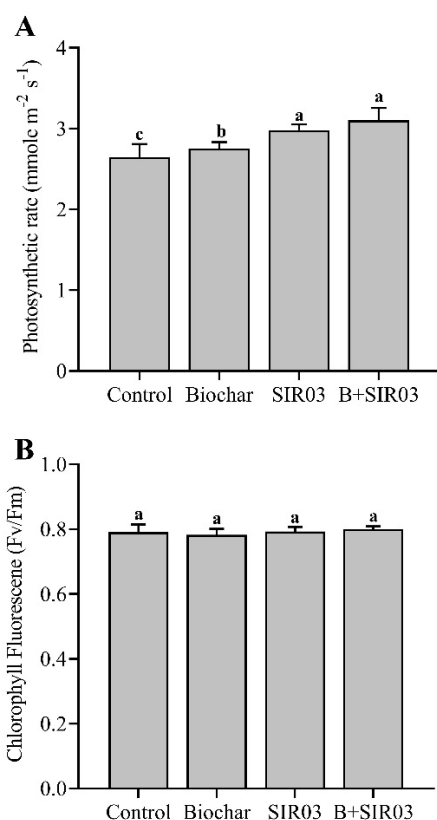 A
Photosynthetic rate (mmolc m⁻² s⁻¹)
4
3
2
1
0
c
b
a
a
Control Biochar SIR03 B+SIR03
B
Chlorophyll Fluorescene (Fv/Fm)
1.0
0.8
0.6
0.4
0.2
0.0
a
a
a
a
Control Biochar SIR03 B+SIR03